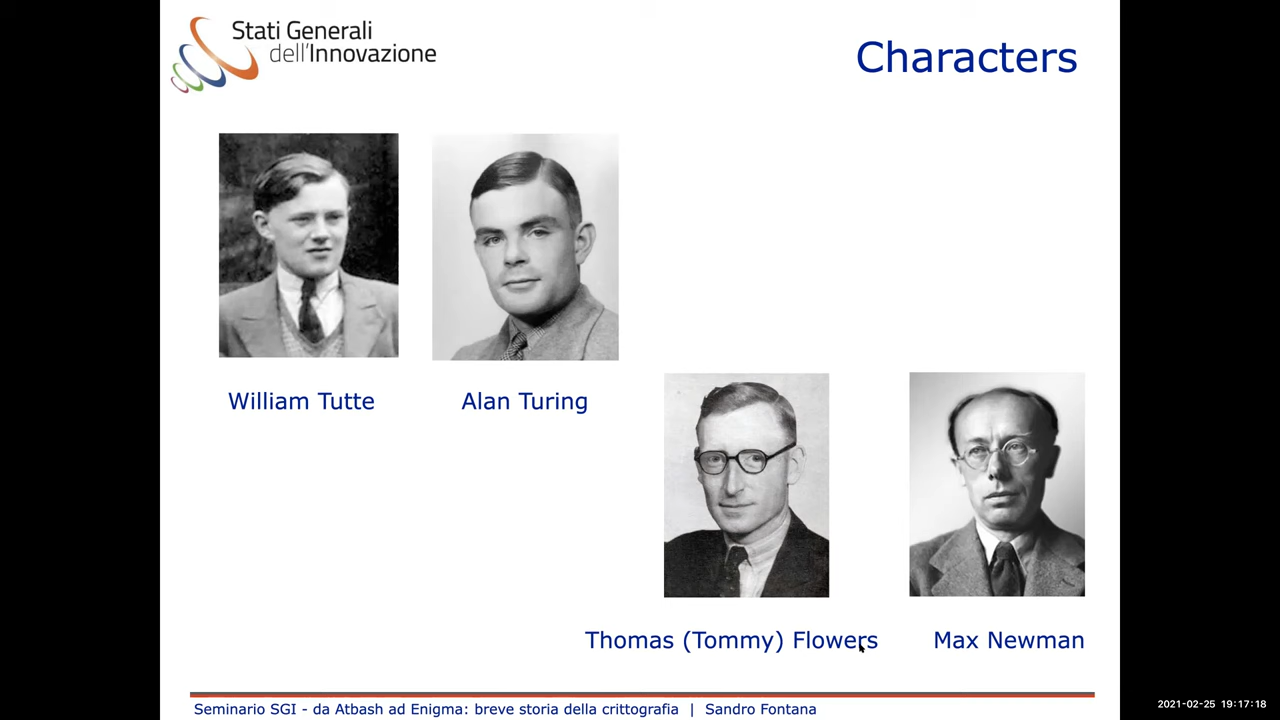 Stati Generali
dell'Innovazione
Characters
William Tutte
Alan Turing
Thomas (Tommy) Flowers
Max Newman
Seminario SGI - da Atbash ad Enigma: breve storia della crittografia | Sandro Fontana
2021-02-25 19:17:18